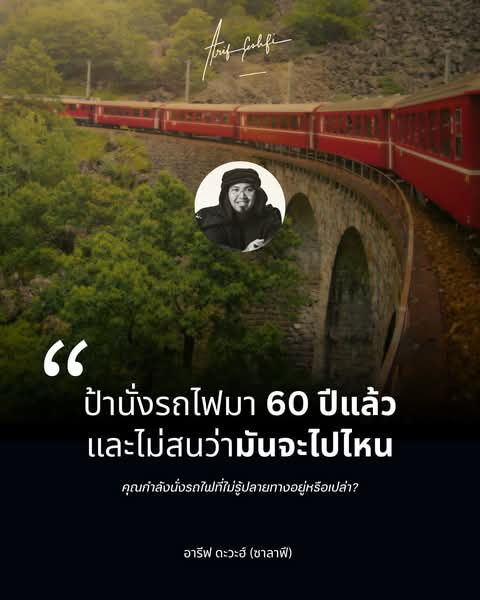 “
ป้านั่งรถไฟมา 60 ปีแล้ว
และไม่สนว่ามันจะไปไหน
คุณกำลังนั่งรถไฟที่ไม่รู้ปลายทางอยู่หรือเปล่า?
อารีฟ ดะวะฮ์ (ซาลาฟี)